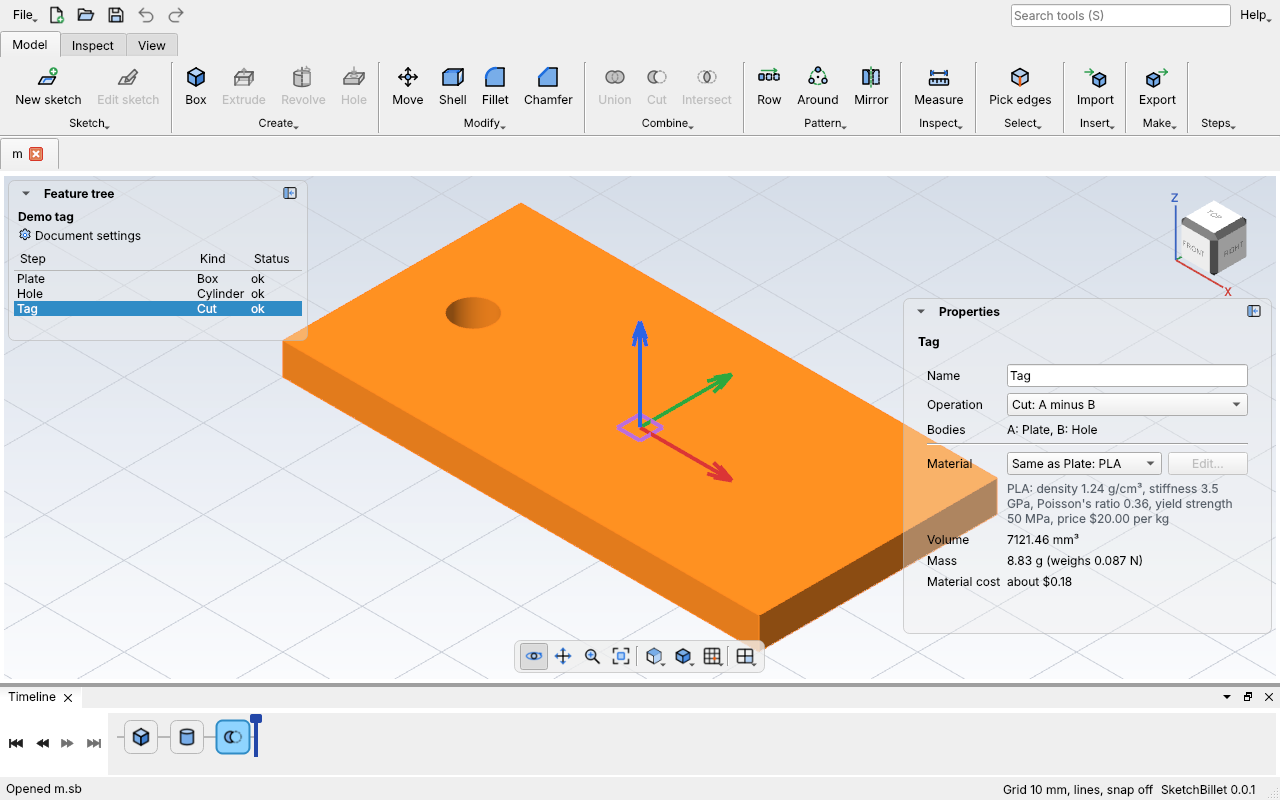 File
Search tools (S)
Help
Model
Inspect
View
New sketch
Edit sketch
Box
Extrude
Revolve
Hole
Move
Shell
Fillet
Chamfer
Union
Cut
Intersect
Row
Around
Mirror
Measure
Pick edges
Import
Export
Sketch
Create
Modify
Combine
Pattern
Inspect
Select
Insert
Make
Steps
m
Feature tree
Demo tag
Document settings
Step Kind Status
Plate Box ok
Hole Cylinder ok
Tag Cut ok
Z
TOP
FRONT
RIGHT
X
Properties
Tag
Name Tag
Operation Cut: A minus B
Bodies A: Plate, B: Hole
Material Same as Plate: PLA Edit...
PLA: density 1.24 g/cm³, stiffness 3.5
GPa, Poisson's ratio 0.36, yield strength
50 MPa, price $20.00 per kg
Volume 7121.46 mm³
Mass 8.83 g (weighs 0.087 N)
Material cost about $0.18
Timeline
Opened m.sb
Grid 10 mm, lines, snap off SketchBillet 0.0.1